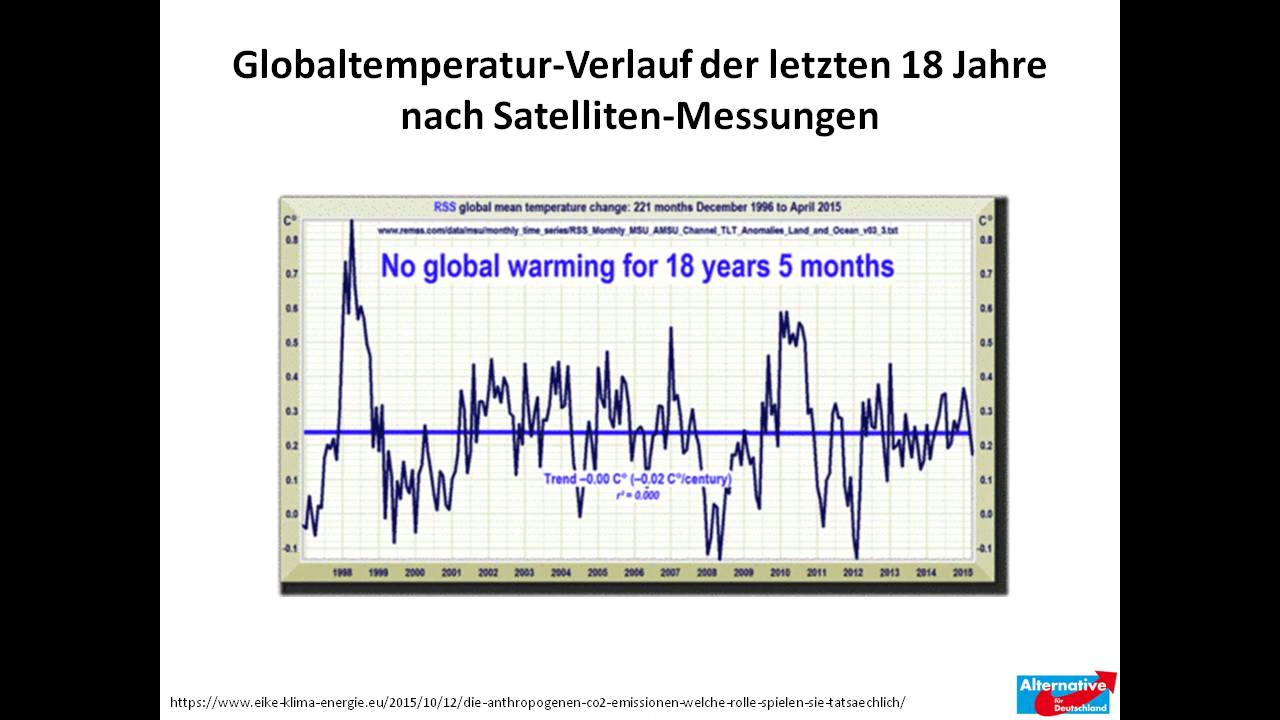 Globaltemperatur-Verlauf der letzten 18 Jahre
nach Satelliten-Messungen
RSS global mean temperature change: 221 months December 1996 to April 2015
C° C°
www.remss.com/data/msu/monthly_time_series/RSS_Monthly_MSU_AMSU_Channel_TLT_Anomalies_Land_and_Ocean_v03_3.txt
0.8 0.8
No global warming for 18 years 5 months
0.7 0.7
0.6 0.6
0.5 0.5
0.4 0.4
0.3 0.3
0.2 0.2
0.1 0.1
Trend –0.00 C° (–0.02 C°/century)
r² = 0.000
0.0 0.0
-0.1 -0.1
1998 1999 2000 2001 2002 2003 2004 2005 2006 2007 2008 2009 2010 2011 2012 2013 2014 2015
https://www.eike-klima-energie.eu/2015/10/12/die-anthropogenen-co2-emissionen-welche-rolle-spielen-sie-tatsaechlich/
Alternative
für
Deutschland